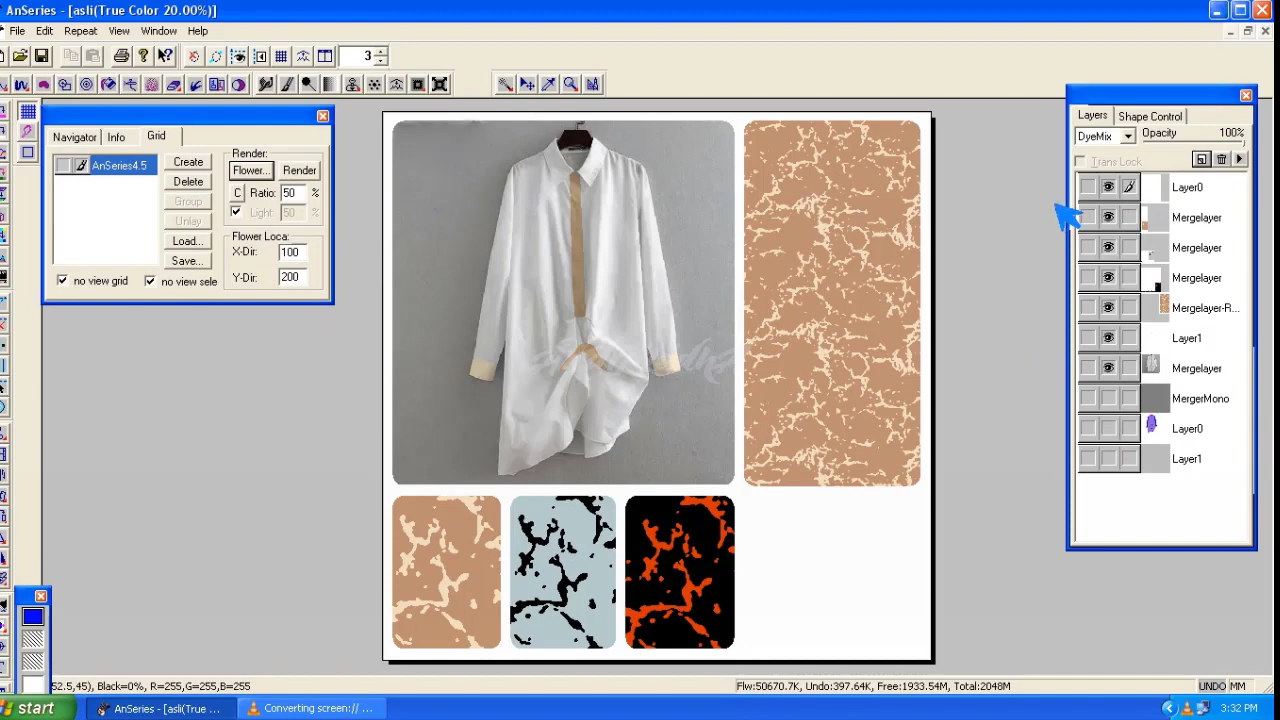 AnSeries - [asli(True Color 20.00%)]
File Edit Repeat View Window Help
3
Navigator Info Grid
AnSeries4.5
Create
Delete
Group
Unlay
Load...
Save...
no view grid
no view sele
Render:
Flower... Render
C Ratio: 50 %
Light: 50 %
Flower Loca:
X-Dir: 100
Y-Dir: 200
Layers Shape Control
DyeMix Opacity 100%
Trans Lock
Layer0
Mergelayer
Mergelayer
Mergelayer
Mergelayer-R...
Layer1
Mergelayer
MergerMono
Layer0
Layer1
52.5,45), Black=0%, R=255,G=255,B=255
Flw:50670.7K, Undo:397.64K, Free:1933.54M, Total:2048M
UNDO MM
start
AnSeries - [asli(True ...
Converting screen:// ...
3:32 PM